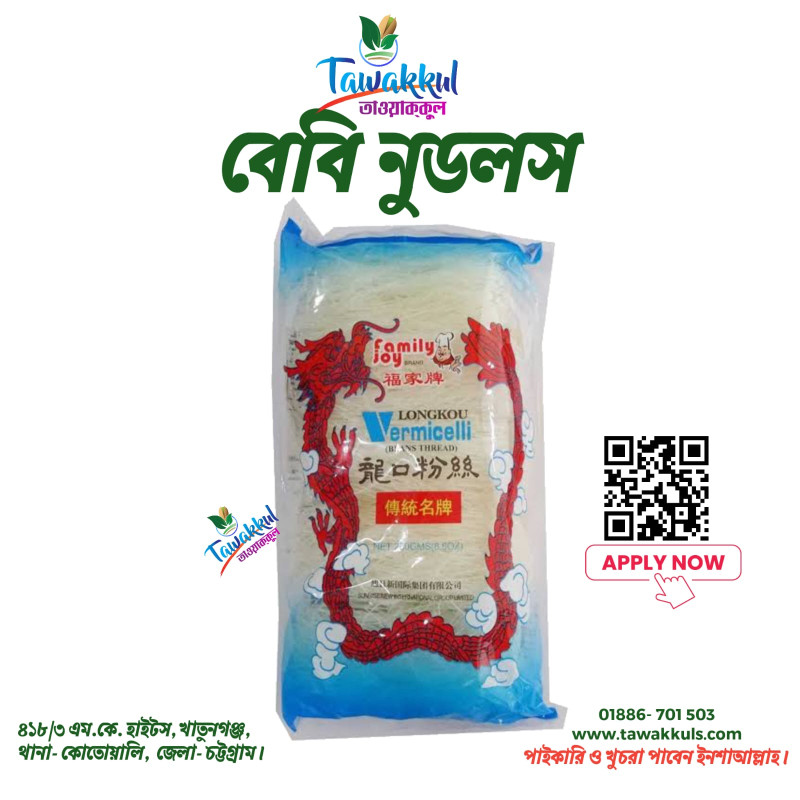 Tawakkul
তাওয়াক্কুল
বেবি নুডলস
Family
Joy BRAND
福家牌
LONGKOU
Vermicelli
(BEANS THREAD)
龍口粉絲
傳統名牌
Tawakkul
তাওয়াক্কুল
APPLY NOW
৪১৮/৩ এম.কে. হাইটস, খাতুনগঞ্জ,
থানা- কোতোয়ালি, জেলা- চট্টগ্রাম।
01886- 701 503
www.tawakkuls.com
পাইকারি ও খুচরা পাবেন ইনশাআল্লাহ।